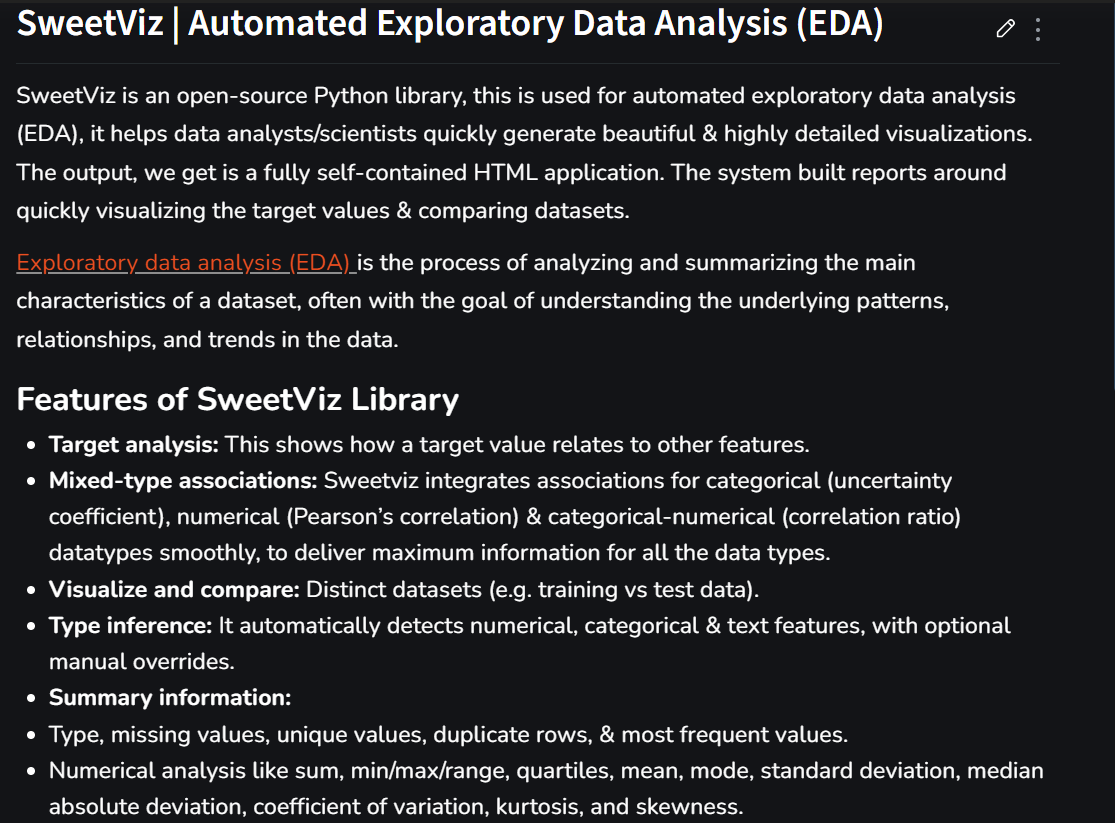 SweetViz | Automated Exploratory Data Analysis (EDA)
SweetViz is an open-source Python library, this is used for automated exploratory data analysis
(EDA), it helps data analysts/scientists quickly generate beautiful & highly detailed visualizations.
The output, we get is a fully self-contained HTML application. The system built reports around
quickly visualizing the target values & comparing datasets.
Exploratory data analysis (EDA) is the process of analyzing and summarizing the main
characteristics of a dataset, often with the goal of understanding the underlying patterns,
relationships, and trends in the data.
Features of SweetViz Library
• Target analysis: This shows how a target value relates to other features.
• Mixed-type associations: Sweetviz integrates associations for categorical (uncertainty
coefficient), numerical (Pearson’s correlation) & categorical-numerical (correlation ratio)
datatypes smoothly, to deliver maximum information for all the data types.
• Visualize and compare: Distinct datasets (e.g. training vs test data).
• Type inference: It automatically detects numerical, categorical & text features, with optional
manual overrides.
• Summary information:
• Type, missing values, unique values, duplicate rows, & most frequent values.
• Numerical analysis like sum, min/max/range, quartiles, mean, mode, standard deviation, median
absolute deviation, coefficient of variation, kurtosis, and skewness.